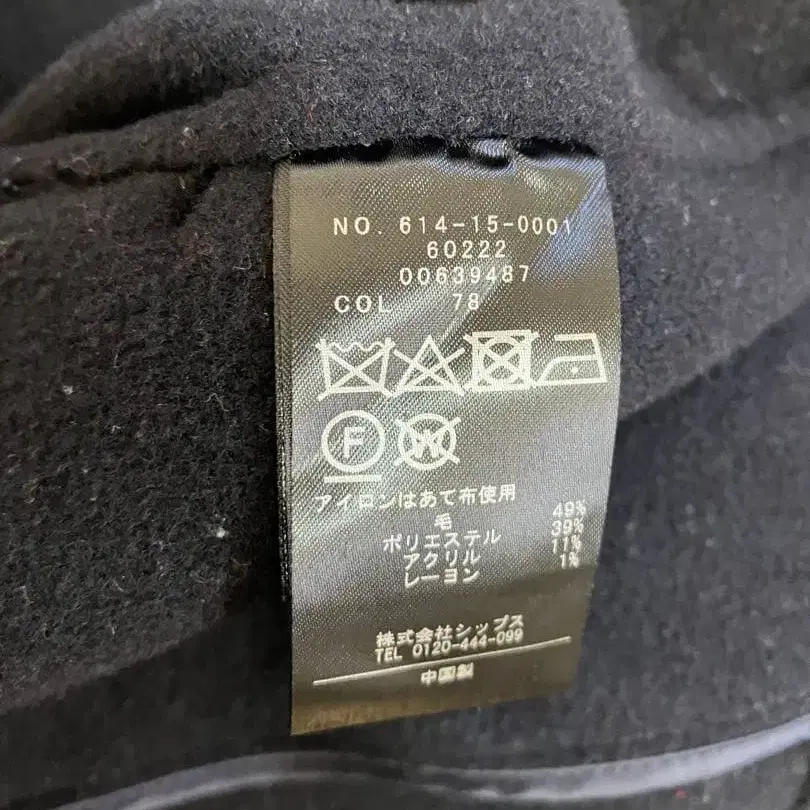 NO. 614-15-0001
60222
00639487
COL 78
F W
アイロンはあて布使用
毛 49%
ポリエステル 39%
アクリル 11%
レーヨン 1%
株式会社シップス
TEL 0120-444-099
中国製